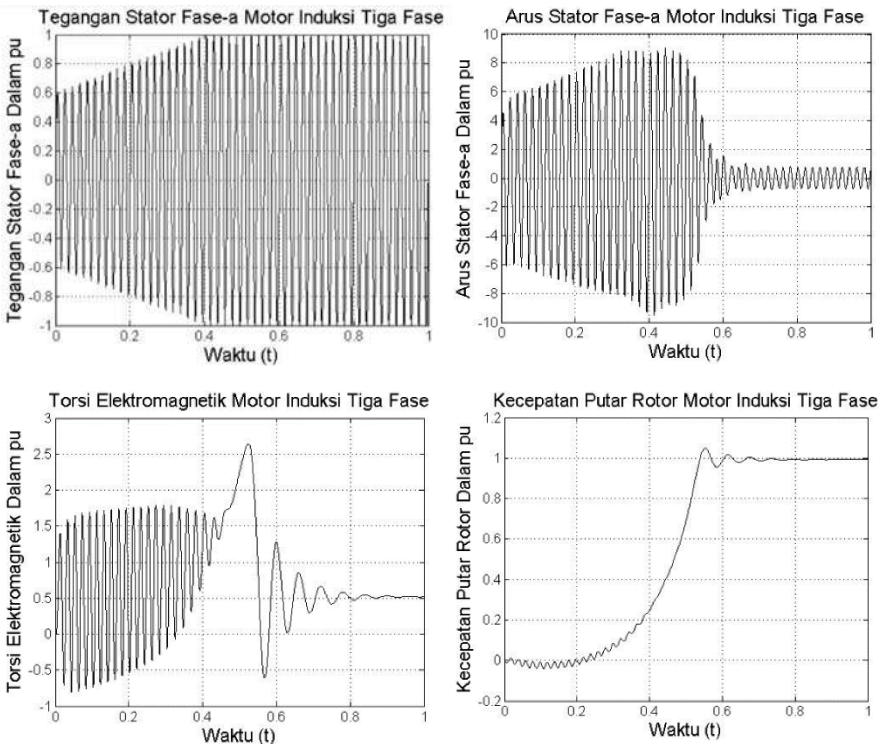 Tegangan Stator Fase-a Motor Induksi Tiga Fase
Tegangan Stator Fase-a Dalam pu
1
0.8
0.6
0.4
0.2
0
-0.2
-0.4
-0.6
-0.8
-1
0 0.2 0.4 0.6 0.8 1
Waktu (t)
Arus Stator Fase-a Motor Induksi Tiga Fase
Arus Stator Fase-a Dalam pu
10
8
6
4
2
0
-2
-4
-6
-8
-10
0 0.2 0.4 0.6 0.8 1
Waktu (t)
Torsi Elektromagnetik Motor Induksi Tiga Fase
Torsi Elektromagnetik Dalam pu
3
2.5
2
1.5
1
0.5
0
-0.5
-1
0 0.2 0.4 0.6 0.8 1
Waktu (t)
Kecepatan Putar Rotor Motor Induksi Tiga Fase
Kecepatan Putar Rotor Dalam pu
1.2
1
0.8
0.6
0.4
0.2
0
-0.2
0 0.2 0.4 0.6 0.8 1
Waktu (t)